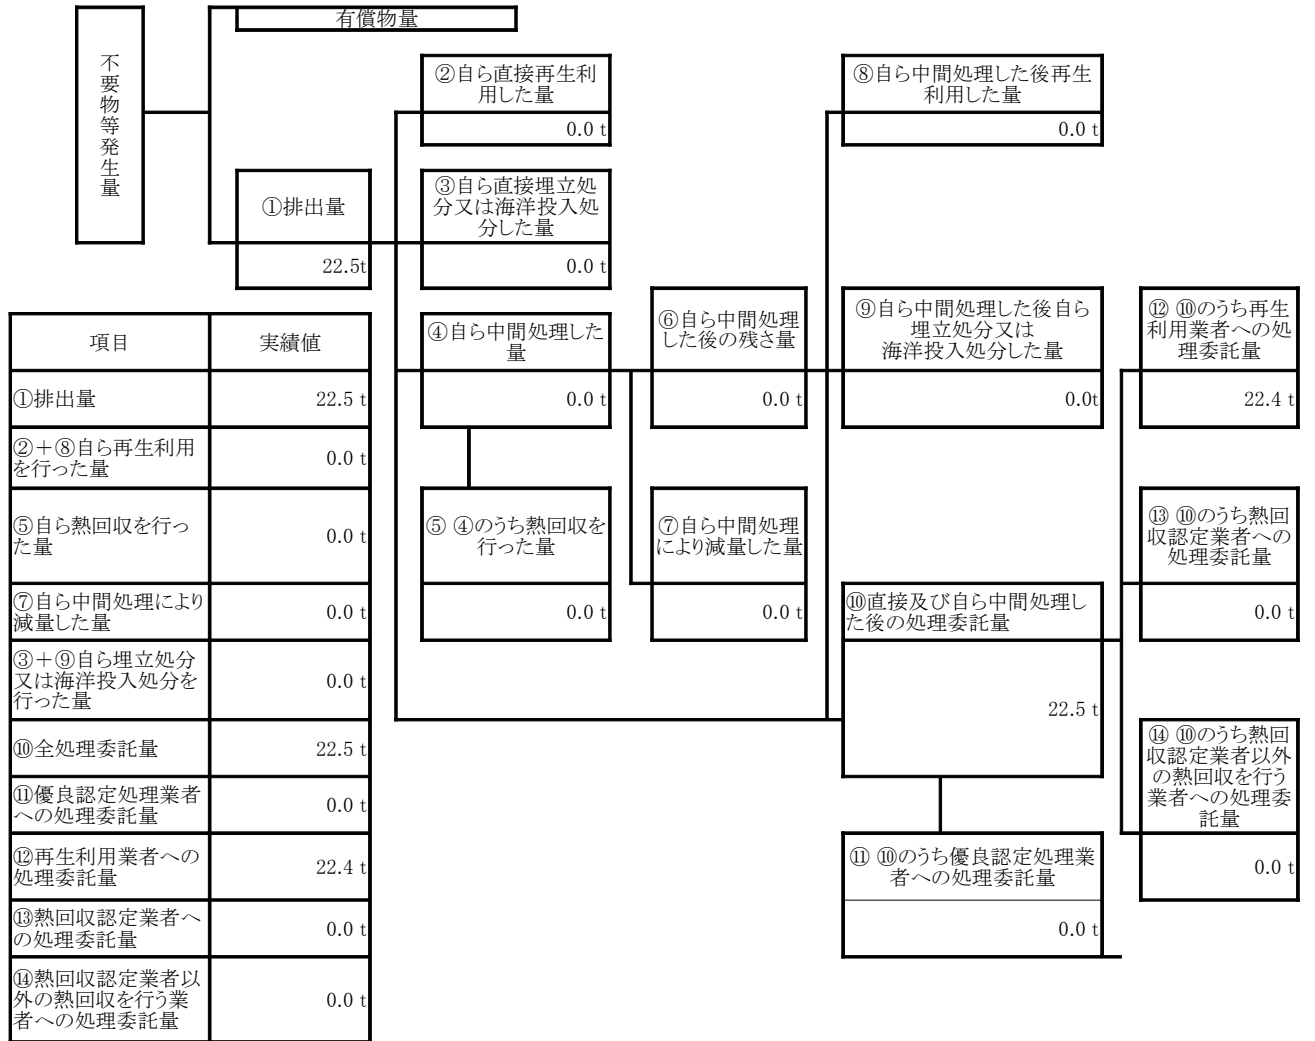 有償物量
不要物等発生量
②自ら直接再生利
用した量
0.0 t
⑧自ら中間処理した後再生
利用した量
0.0 t
①排出量
22.5t
③自ら直接埋立処
分又は海洋投入処
分した量
0.0 t
④自ら中間処理した
量
0.0 t
⑥自ら中間処理
した後の残さ量
0.0 t
⑨自ら中間処理した後自ら
埋立処分又は
海洋投入処分した量
0.0t
⑫ ⑩のうち再生
利用業者への処
理委託量
22.4 t
⑤ ④のうち熱回収を
行った量
0.0 t
⑦自ら中間処理
により減量した量
0.0 t
⑬ ⑩のうち熱回
収認定業者への
処理委託量
0.0 t
⑩直接及び自ら中間処理し
た後の処理委託量
22.5 t
⑭ ⑩のうち熱回
収認定業者以外
の熱回収を行う
業者への処理委
託量
0.0 t
⑪ ⑩のうち優良認定処理業
者への処理委託量
0.0 t
項目 実績値
①排出量 22.5 t
②＋⑧自ら再生利用
を行った量 0.0 t
⑤自ら熱回収を行っ
た量 0.0 t
⑦自ら中間処理により
減量した量 0.0 t
③＋⑨自ら埋立処分
又は海洋投入処分を
行った量 0.0 t
⑩全処理委託量 22.5 t
⑪優良認定処理業者
への処理委託量 0.0 t
⑫再生利用業者への
処理委託量 22.4 t
⑬熱回収認定業者へ
の処理委託量 0.0 t
⑭熱回収認定業者以
外の熱回収を行う業
者への処理委託量 0.0 t